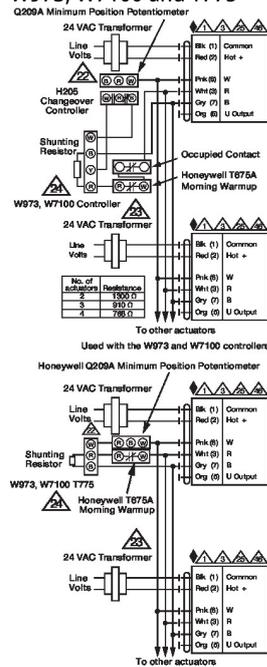 W973, W7100 and T775
Q209A Minimum Position Potentiometer
24 VAC Transformer
Line
Volts
Blk (1) Common
Red (2) Hot +
22
B R W
Pnk (6) W
Wht (3) R
Gry (7) B
Org (5) U Output
H205
Changeover
Controller
W R B
W
B
Y
R
Shunting
Resistor
Occupied Contact
R W
Honeywell T675A
Morning Warmup
24
W973, W7100 Controller
23
24 VAC Transformer
1 3
Line
Volts
Blk (1) Common
Red (2) Hot +
No. of
actuators Resistance
2 1300 Ω
3 910 Ω
4 768 Ω
Pnk (6) W
Wht (3) R
Gry (7) B
Org (5) U Output
To other actuators
Used with the W973 and W7100 controllers
Honeywell Q209A Minimum Position Potentiometer
24 VAC Transformer
1 3
Line
Volts
Blk (1) Common
Red (2) Hot +
22
W
R
B
Pnk (6) W
Wht (3) R
Gry (7) B
Org (5) U Output
Shunting
Resistor
W973, W7100 T775
24
Honeywell T675A
Morning Warmup
23
24 VAC Transformer
1 3
Line
Volts
Blk (1) Common
Red (2) Hot +
Pnk (6) W
Wht (3) R
Gry (7) B
Org (5) U Output
To other actuators